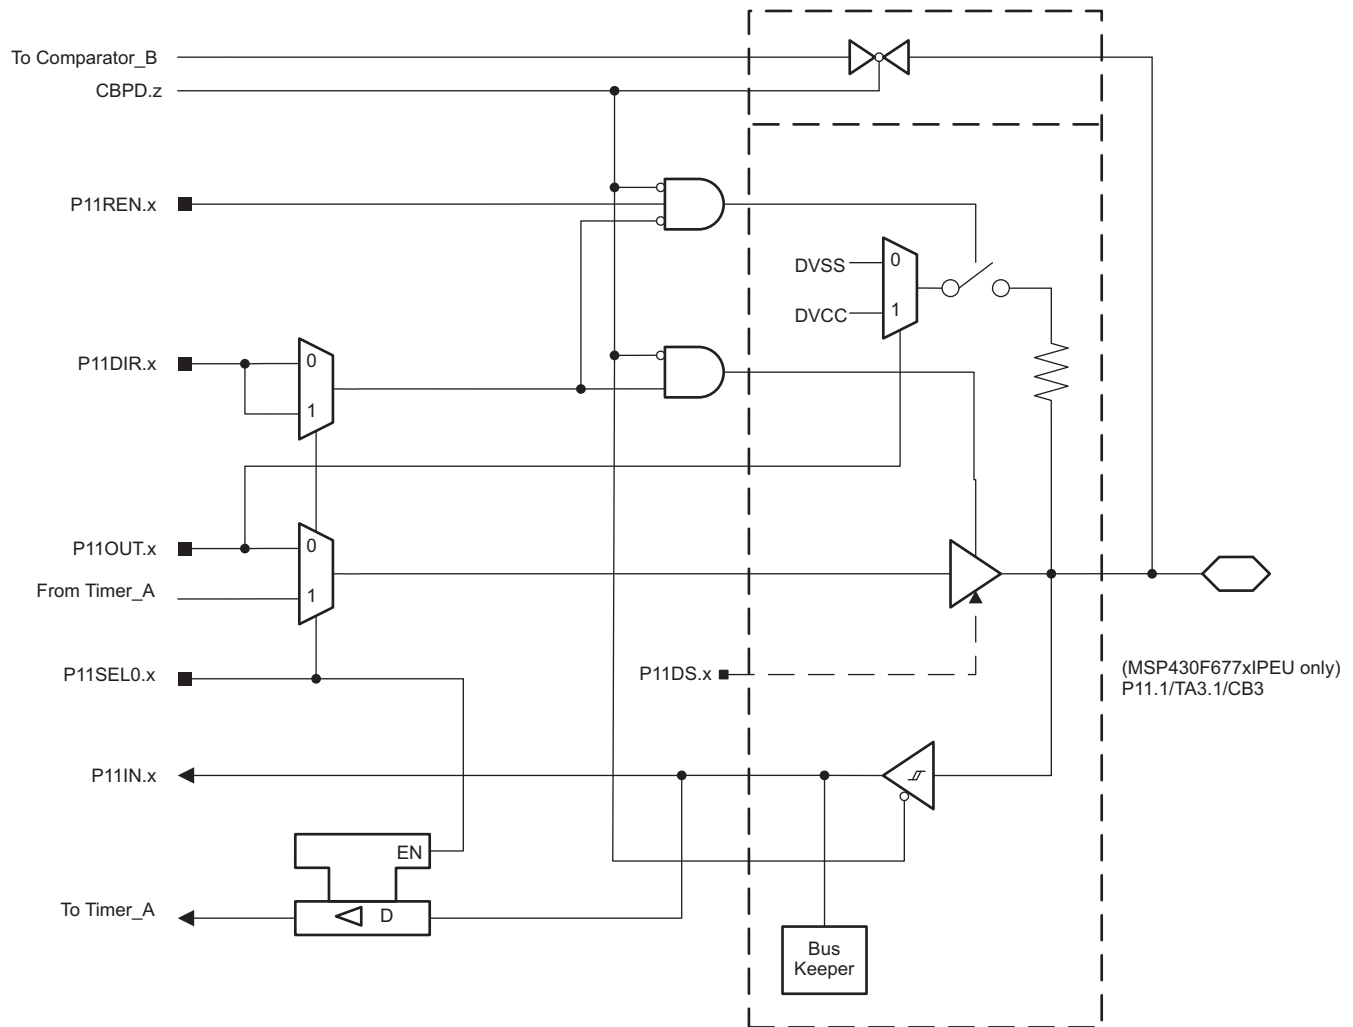 To Comparator_B
CBPD.z
P11REN.x
DVSS
0
DVCC
1
P11DIR.x
0
1
P11OUT.x
0
From Timer_A
1
P11SEL0.x
P11DS.x
(MSP430F677xIPEU only)
P11.1/TA3.1/CB3
P11IN.x
EN
To Timer_A
D
Bus
Keeper